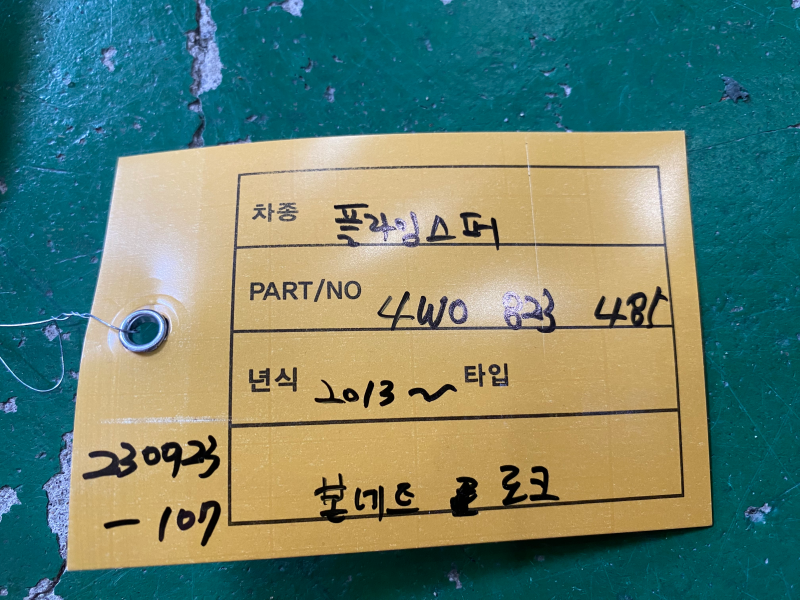 차종 플라잉스퍼
PART/NO 4W0 823 485
년식 2013~ 타입
본네트 로크
230923
-107